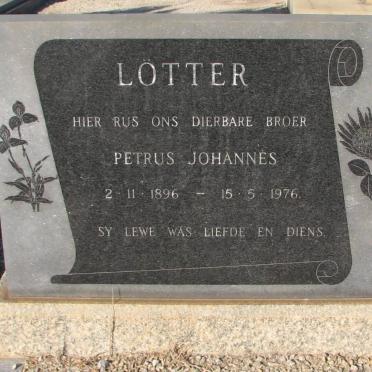 LÖTTER
HIER RUS ONS DIERBARE BROER
PETRUS JOHANNES
2·11·1896 – 15·5·1976.
SY LEWE WAS LIEFDE EN DIENS.